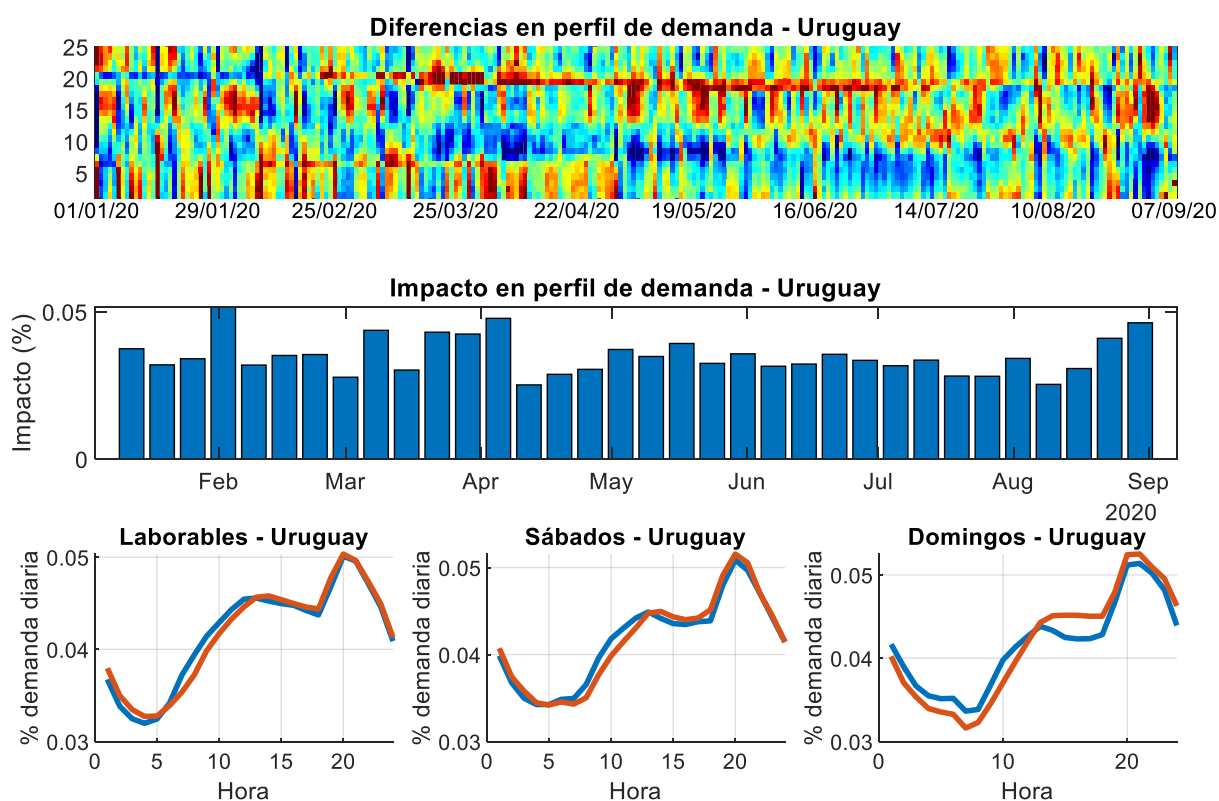 Diferencias en perfil de demanda - Uruguay
25
20
15
10
5
01/01/20 29/01/20 25/02/20 25/03/20 22/04/20 19/05/20 16/06/20 14/07/20 10/08/20 07/09/20
Impacto en perfil de demanda - Uruguay
Impacto (%)
0.05
0
Feb Mar Apr May Jun Jul Aug Sep
2020
Laborables - Uruguay
% demanda diaria
0.05
0.04
0.03
0 5 10 15 20
Hora
Sábados - Uruguay
% demanda diaria
0.05
0.04
0.03
0 5 10 15 20
Hora
Domingos - Uruguay
% demanda diaria
0.05
0.04
0.03
0 10 20
Hora